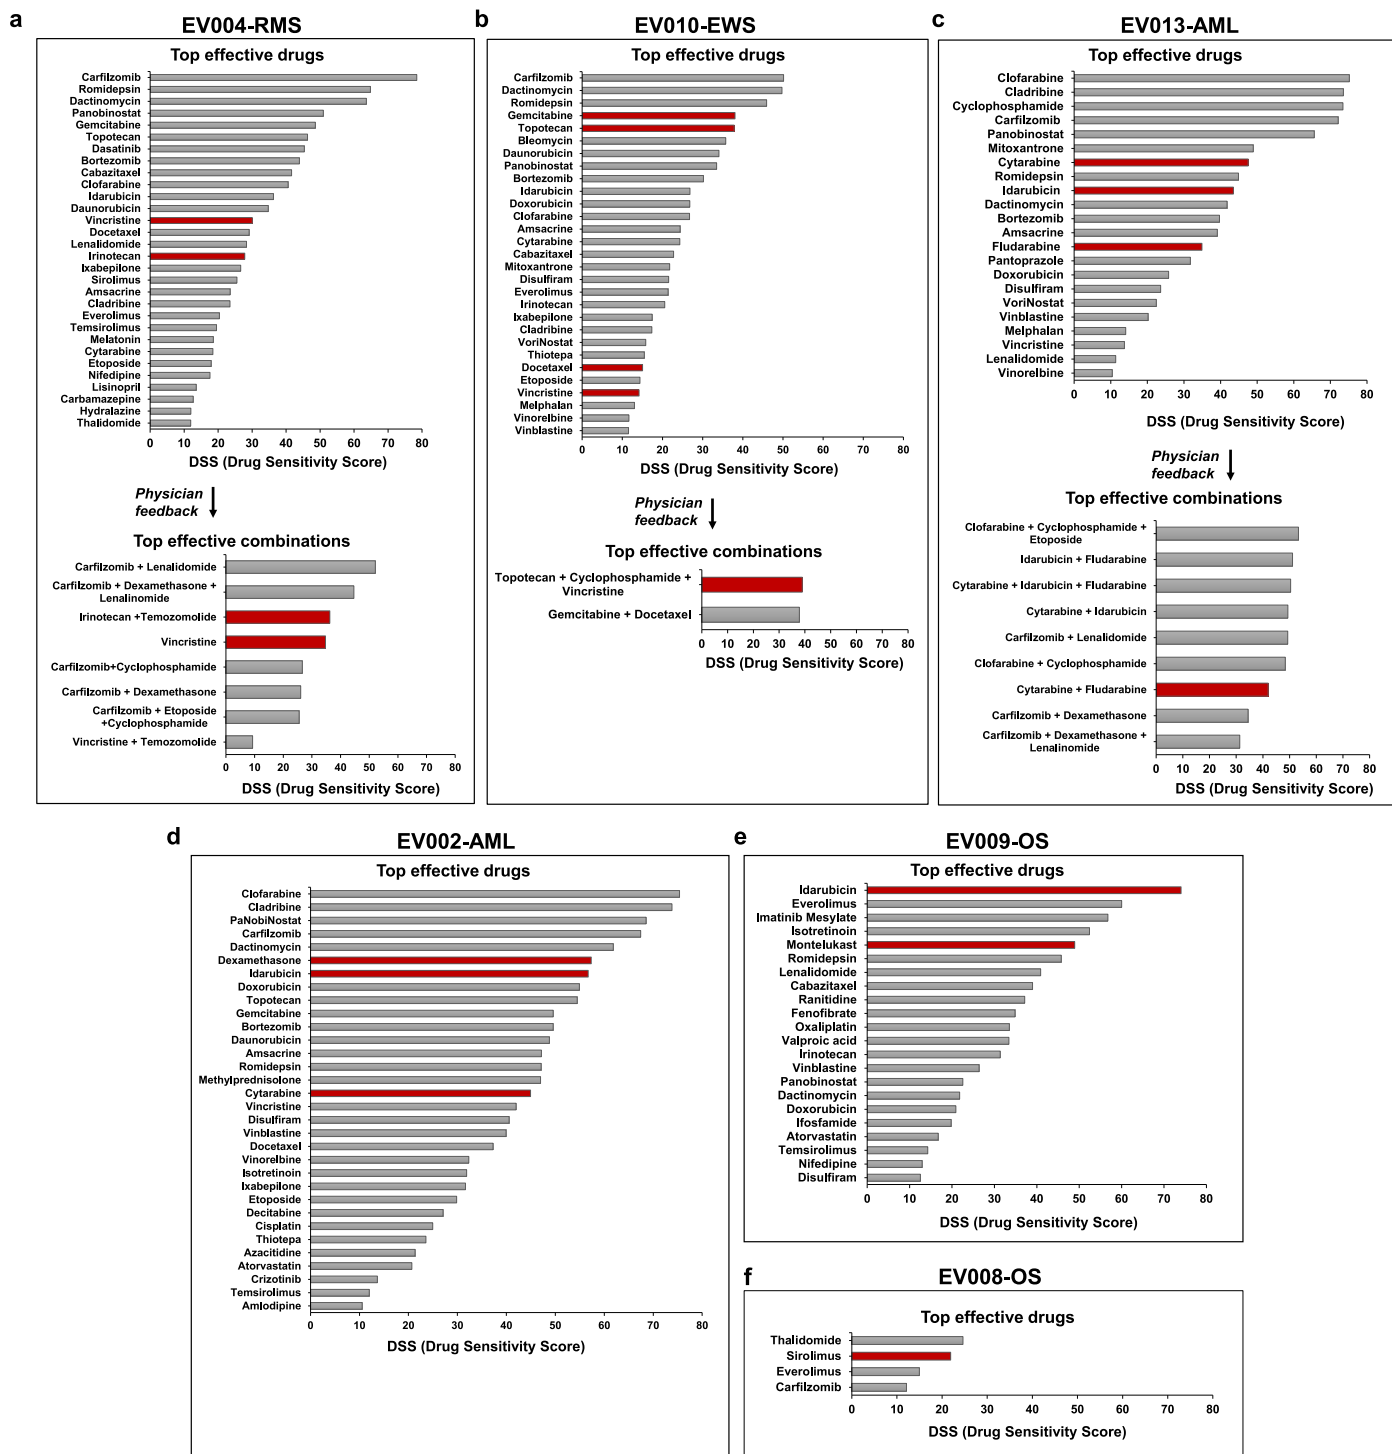 a
EV004-RMS
Top effective drugs
Carfilzomib
Romidepsin
Dactinomycin
Panobinostat
Gemcitabine
Topotecan
Dasatinib
Bortezomib
Cabazitaxel
Clofarabine
Idarubicin
Daunorubicin
Vincristine
Docetaxel
Lenalidomide
Irinotecan
Ixabepilone
Sirolimus
Amsacrine
Cladribine
Everolimus
Temsirolimus
Melatonin
Cytarabine
Etoposide
Nifedipine
Lisinopril
Carbamazepine
Hydralazine
Thalidomide
0 10 20 30 40 50 60 70 80
DSS (Drug Sensitivity Score)
Physician
feedback
Top effective combinations
Carfilzomib + Lenalidomide
Carfilzomib + Dexamethasone +
Lenalinomide
Irinotecan +Temozomolide
Vincristine
Carfilzomib+Cyclophosphamide
Carfilzomib + Dexamethasone
Carfilzomib + Etoposide
+Cyclophosphamide
Vincristine + Temozomolide
0 10 20 30 40 50 60 70 80
DSS (Drug Sensitivity Score)
b
EV010-EWS
Top effective drugs
Carfilzomib
Dactinomycin
Romidepsin
Gemcitabine
Topotecan
Bleomycin
Daunorubicin
Panobinostat
Bortezomib
Idarubicin
Doxorubicin
Clofarabine
Amsacrine
Cytarabine
Cabazitaxel
Mitoxantrone
Disulfiram
Everolimus
Irinotecan
Ixabepilone
Cladribine
VoriNostat
Thiotepa
Docetaxel
Etoposide
Vincristine
Melphalan
Vinorelbine
Vinblastine
0 10 20 30 40 50 60 70 80
DSS (Drug Sensitivity Score)
Physician
feedback
Top effective combinations
Topotecan + Cyclophosphamide +
Vincristine
Gemcitabine + Docetaxel
0 10 20 30 40 50 60 70 80
DSS (Drug Sensitivity Score)
c
EV013-AML
Top effective drugs
Clofarabine
Cladribine
Cyclophosphamide
Carfilzomib
Panobinostat
Mitoxantrone
Cytarabine
Romidepsin
Idarubicin
Dactinomycin
Bortezomib
Amsacrine
Fludarabine
Pantoprazole
Doxorubicin
Disulfiram
VoriNostat
Vinblastine
Melphalan
Vincristine
Lenalidomide
Vinorelbine
0 10 20 30 40 50 60 70 80
DSS (Drug Sensitivity Score)
Physician
feedback
Top effective combinations
Clofarabine + Cyclophosphamide +
Etoposide
Idarubicin + Fludarabine
Cytarabine + Idarubicin + Fludarabine
Cytarabine + Idarubicin
Carfilzomib + Lenalidomide
Clofarabine + Cyclophosphamide
Cytarabine + Fludarabine
Carfilzomib + Dexamethasone
Carfilzomib + Dexamethasone +
Lenalinomide
0 10 20 30 40 50 60 70 80
DSS (Drug Sensitivity Score)
d
EV002-AML
Top effective drugs
Clofarabine
Cladribine
PaNobiNostat
Carfilzomib
Dactinomycin
Dexamethasone
Idarubicin
Doxorubicin
Topotecan
Gemcitabine
Bortezomib
Daunorubicin
Amsacrine
Romidepsin
Methylprednisolone
Cytarabine
Vincristine
Disulfiram
Vinblastine
Docetaxel
Vinorelbine
Isotretinoin
Ixabepilone
Etoposide
Decitabine
Cisplatin
Thiotepa
Azacitidine
Atorvastatin
Crizotinib
Temsirolimus
Amlodipine
0 10 20 30 40 50 60 70 80
DSS (Drug Sensitivity Score)
e
EV009-OS
Top effective drugs
Idarubicin
Everolimus
Imatinib Mesylate
Isotretinoin
Montelukast
Romidepsin
Lenalidomide
Cabazitaxel
Ranitidine
Fenofibrate
Oxaliplatin
Valproic acid
Irinotecan
Vinblastine
Panobinostat
Dactinomycin
Doxorubicin
Ifosfamide
Atorvastatin
Temsirolimus
Nifedipine
Disulfiram
0 10 20 30 40 50 60 70 80
DSS (Drug Sensitivity Score)
f
EV008-OS
Top effective drugs
Thalidomide
Sirolimus
Everolimus
Carfilzomib
0 10 20 30 40 50 60 70 80
DSS (Drug Sensitivity Score)